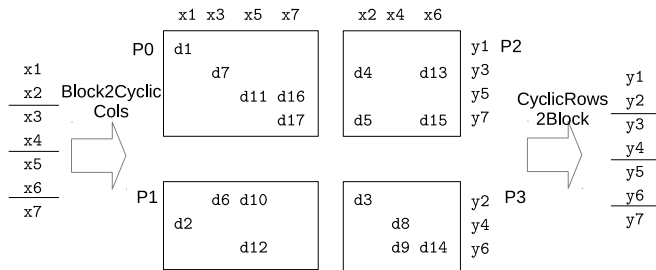 x1 x3 x5 x7 x2 x4 x6
P0 d1 y1 P2
x1 d7 d4 d13 y3 y1
x2 Block2Cyclic d11 d16 y5 CyclicRows y2
x3 Cols d17 d5 d15 y7 2Block y3
x4 y4
x5 y5
x6 P1 d6 d10 d3 y2 P3 y6
x7 d2 d8 y4 y7
d12 d9 d14 y6